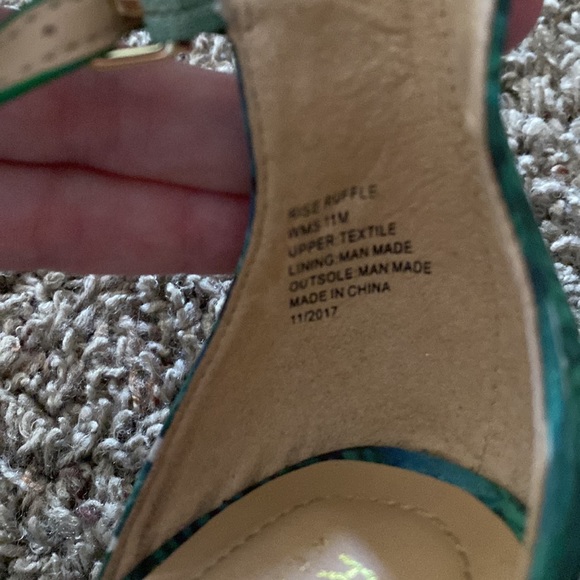 RISE RUFFLE
WMS 11M
UPPER:TEXTILE
LINING:MAN MADE
OUTSOLE:MAN MADE
MADE IN CHINA
11/2017